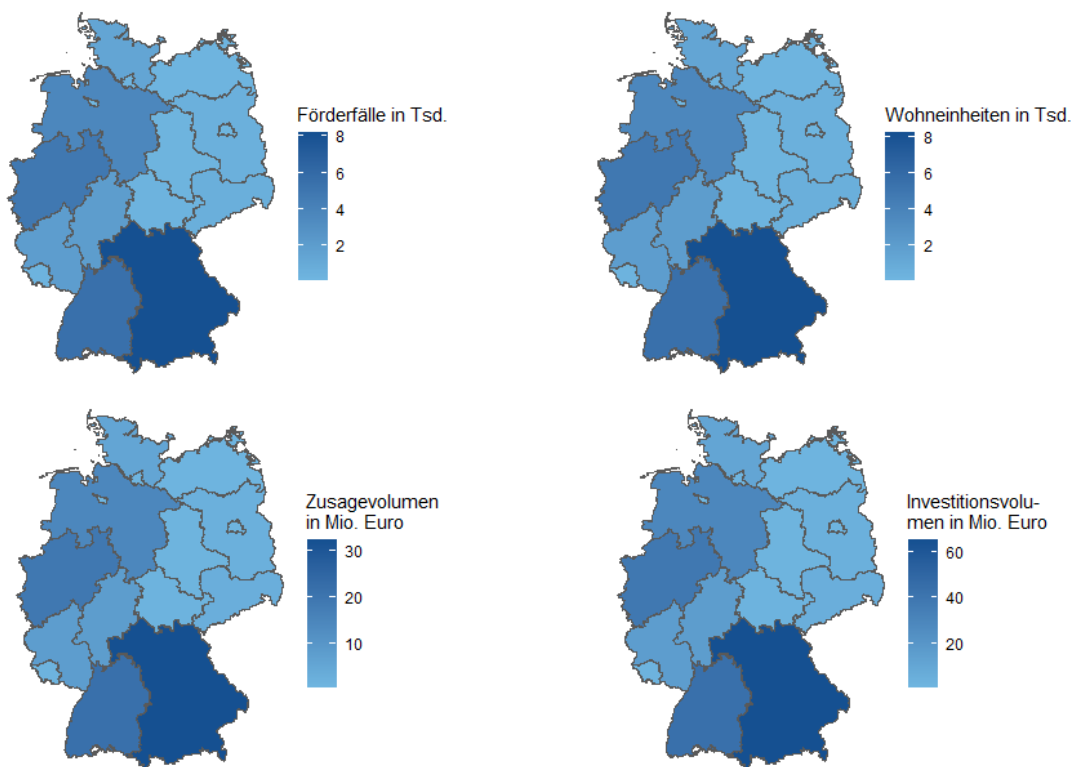 Förderfälle in Tsd.
8
6
4
2
Wohneinheiten in Tsd.
8
6
4
2
Zusagevolumen
in Mio. Euro
30
20
10
Investitionsvolu-
men in Mio. Euro
60
40
20